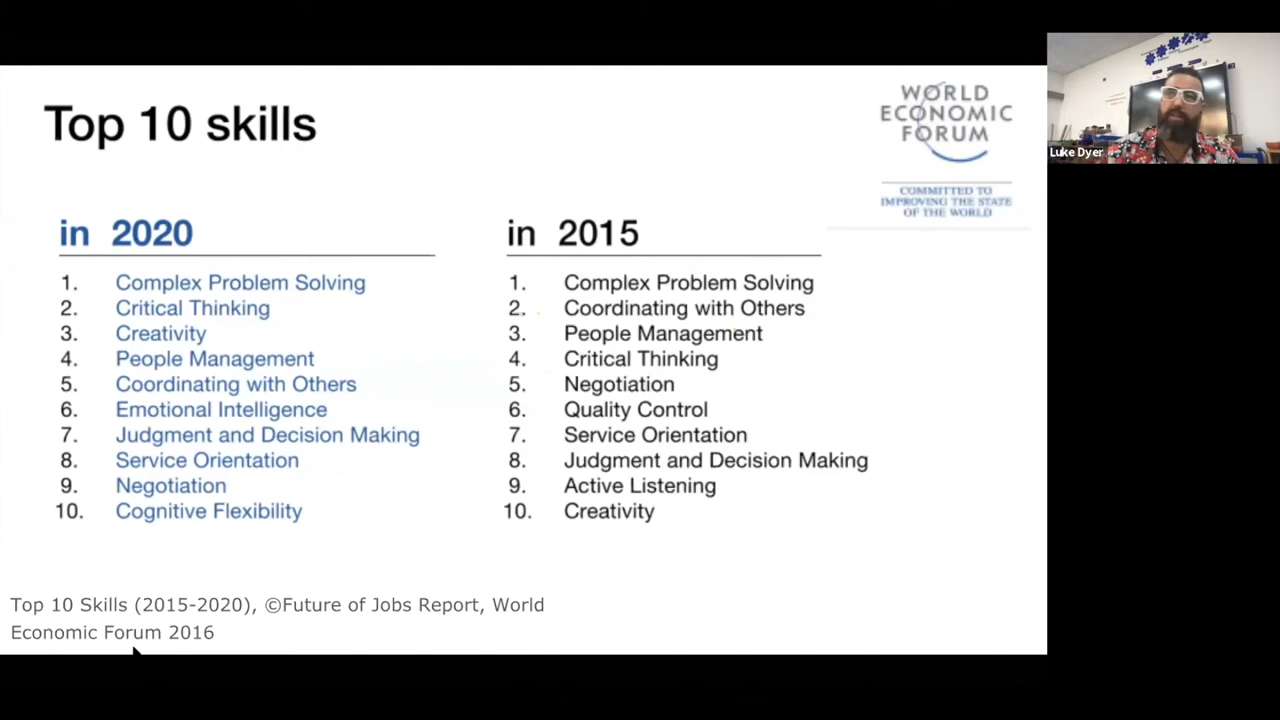 Top 10 skills
WORLD
ECONOMIC
FORUM
COMMITTED TO
IMPROVING THE STATE
OF THE WORLD
in 2020
1. Complex Problem Solving
2. Critical Thinking
3. Creativity
4. People Management
5. Coordinating with Others
6. Emotional Intelligence
7. Judgment and Decision Making
8. Service Orientation
9. Negotiation
10. Cognitive Flexibility
in 2015
1. Complex Problem Solving
2. Coordinating with Others
3. People Management
4. Critical Thinking
5. Negotiation
6. Quality Control
7. Service Orientation
8. Judgment and Decision Making
9. Active Listening
10. Creativity
Top 10 Skills (2015-2020), ©Future of Jobs Report, World
Economic Forum 2016
Luke Dyer